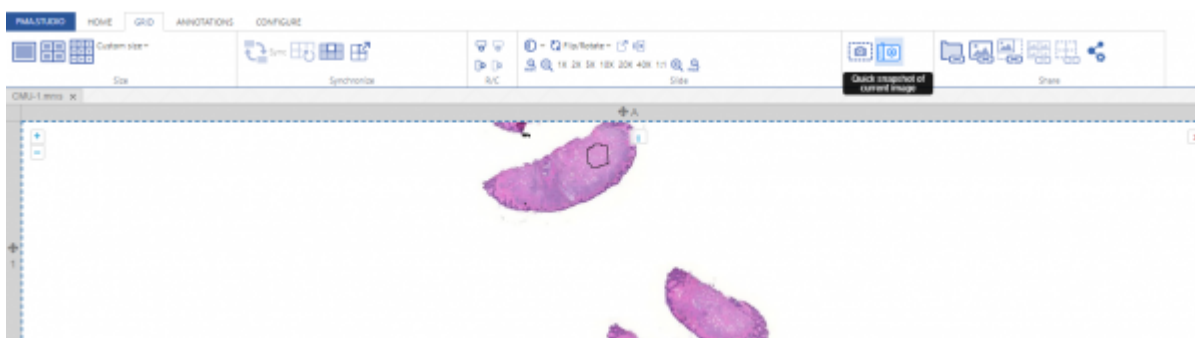 PMA.STUDIO HOME GRID ANNOTATIONS CONFIGURE
Custom size
Sync
Flip/Rotate
1X 2X 5X 10X 20X 40X 1:1
Size Synchronize R/C Slide Share
Quick snapshot of
current image
CMU-1.mrxs x
A
1